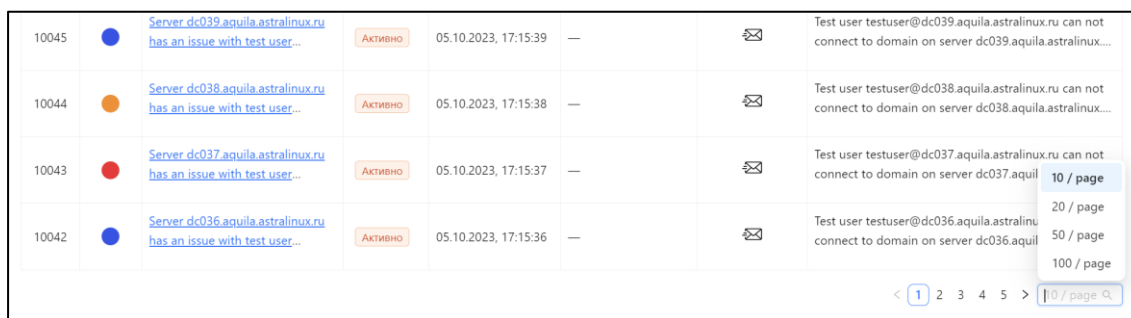 Server dc039.aquila.astralinux.ru
has an issue with test user...
10045
Активно
05.10.2023, 17:15:39
—
Test user testuser@dc039.aquila.astralinux.ru can not
connect to domain on server dc039.aquila.astralinux....
Server dc038.aquila.astralinux.ru
has an issue with test user...
10044
Активно
05.10.2023, 17:15:38
—
Test user testuser@dc038.aquila.astralinux.ru can not
connect to domain on server dc038.aquila.astralinux....
Server dc037.aquila.astralinux.ru
has an issue with test user...
10043
Активно
05.10.2023, 17:15:37
—
Test user testuser@dc037.aquila.astralinux.ru can not
connect to domain on server dc037.aquil
Server dc036.aquila.astralinux.ru
has an issue with test user...
10042
Активно
05.10.2023, 17:15:36
—
Test user testuser@dc036.aquila.astralinu
connect to domain on server dc036.aquil
10 / page
20 / page
50 / page
100 / page
< 1 2 3 4 5 > 10 / page